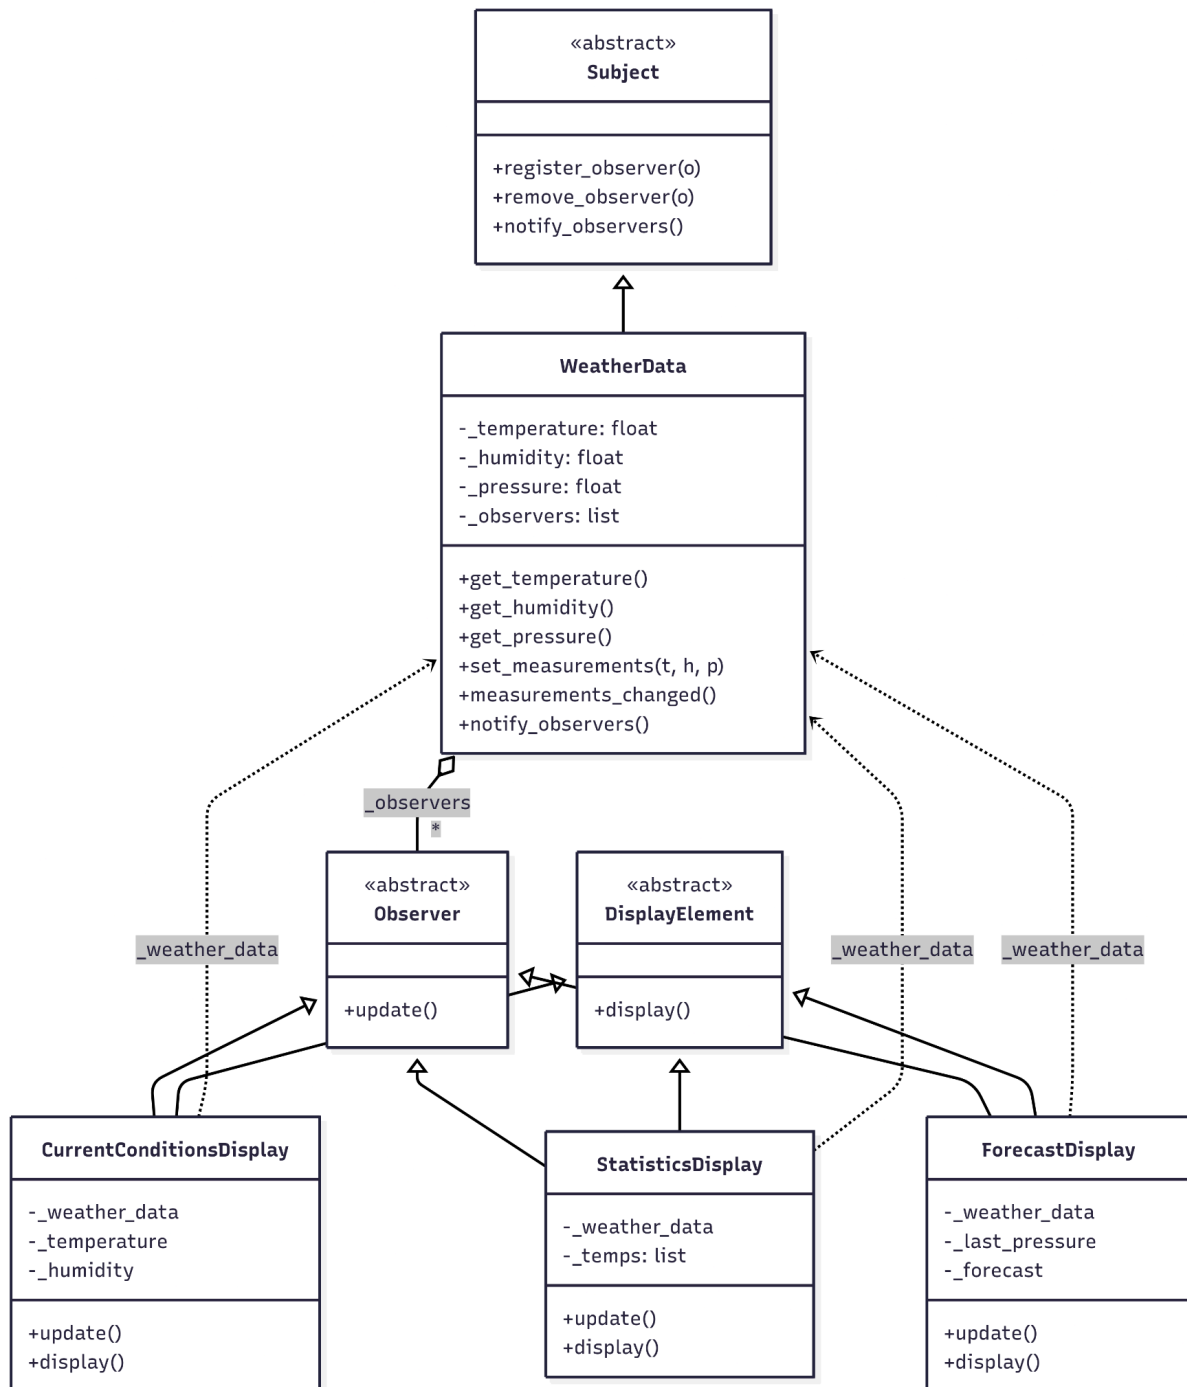 «abstract»
Subject
+register_observer(o)
+remove_observer(o)
+notify_observers()
WeatherData
-_temperature: float
-_humidity: float
-_pressure: float
-_observers: list
+get_temperature()
+get_humidity()
+get_pressure()
+set_measurements(t, h, p)
+measurements_changed()
+notify_observers()
_observers
*
«abstract»
Observer
+update()
«abstract»
DisplayElement
+display()
_weather_data
_weather_data
_weather_data
CurrentConditionsDisplay
-_weather_data
-_temperature
-_humidity
+update()
+display()
StatisticsDisplay
-_weather_data
-_temps: list
+update()
+display()
ForecastDisplay
-_weather_data
-_last_pressure
-_forecast
+update()
+display()